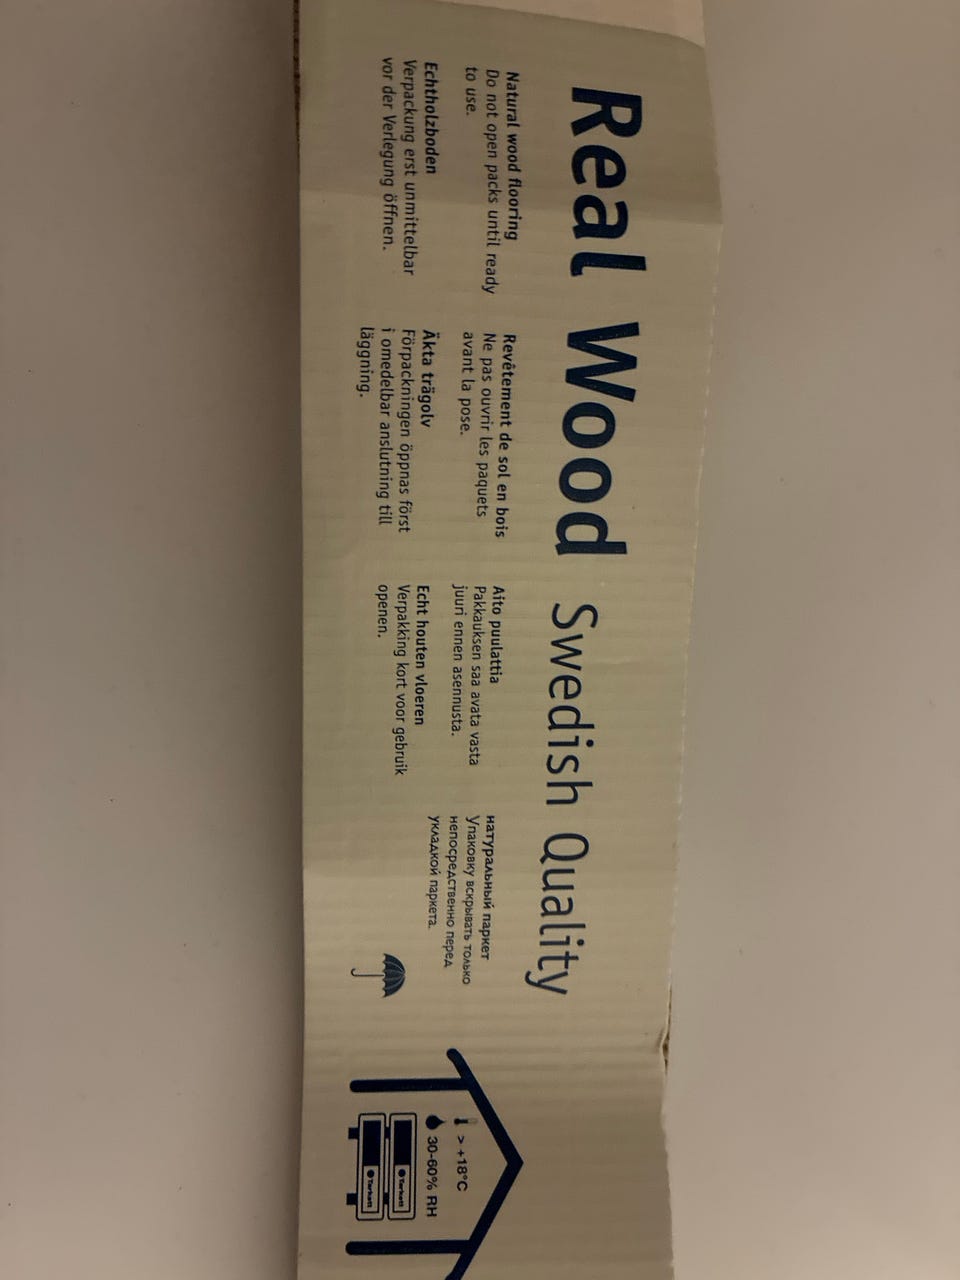 Real Wood Swedish Quality
Natural wood flooring
Do not open packs until ready
to use.
Revêtement de sol en bois
Ne pas ouvrir les paquets
avant la pose.
Aito puulattia
Pakkauksen saa avata vasta
juuri ennen asennusta.
натуральный паркет
Упаковку вскрывать только
непосредственно перед
укладкой паркета.
Echtholzboden
Verpackung erst unmittelbar
vor der Verlegung öffnen.
Äkta trägolv
Förpackningen öppnas först
i omedelbar anslutning till
läggning.
Echt houten vloeren
Verpakking kort voor gebruik
openen.
> +18°C
30-60% RH
Tarkett
Tarkett